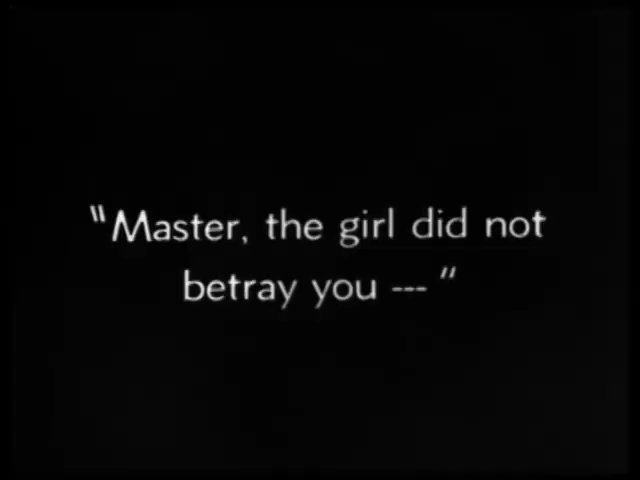 "Master, the girl did not
betray you --- "